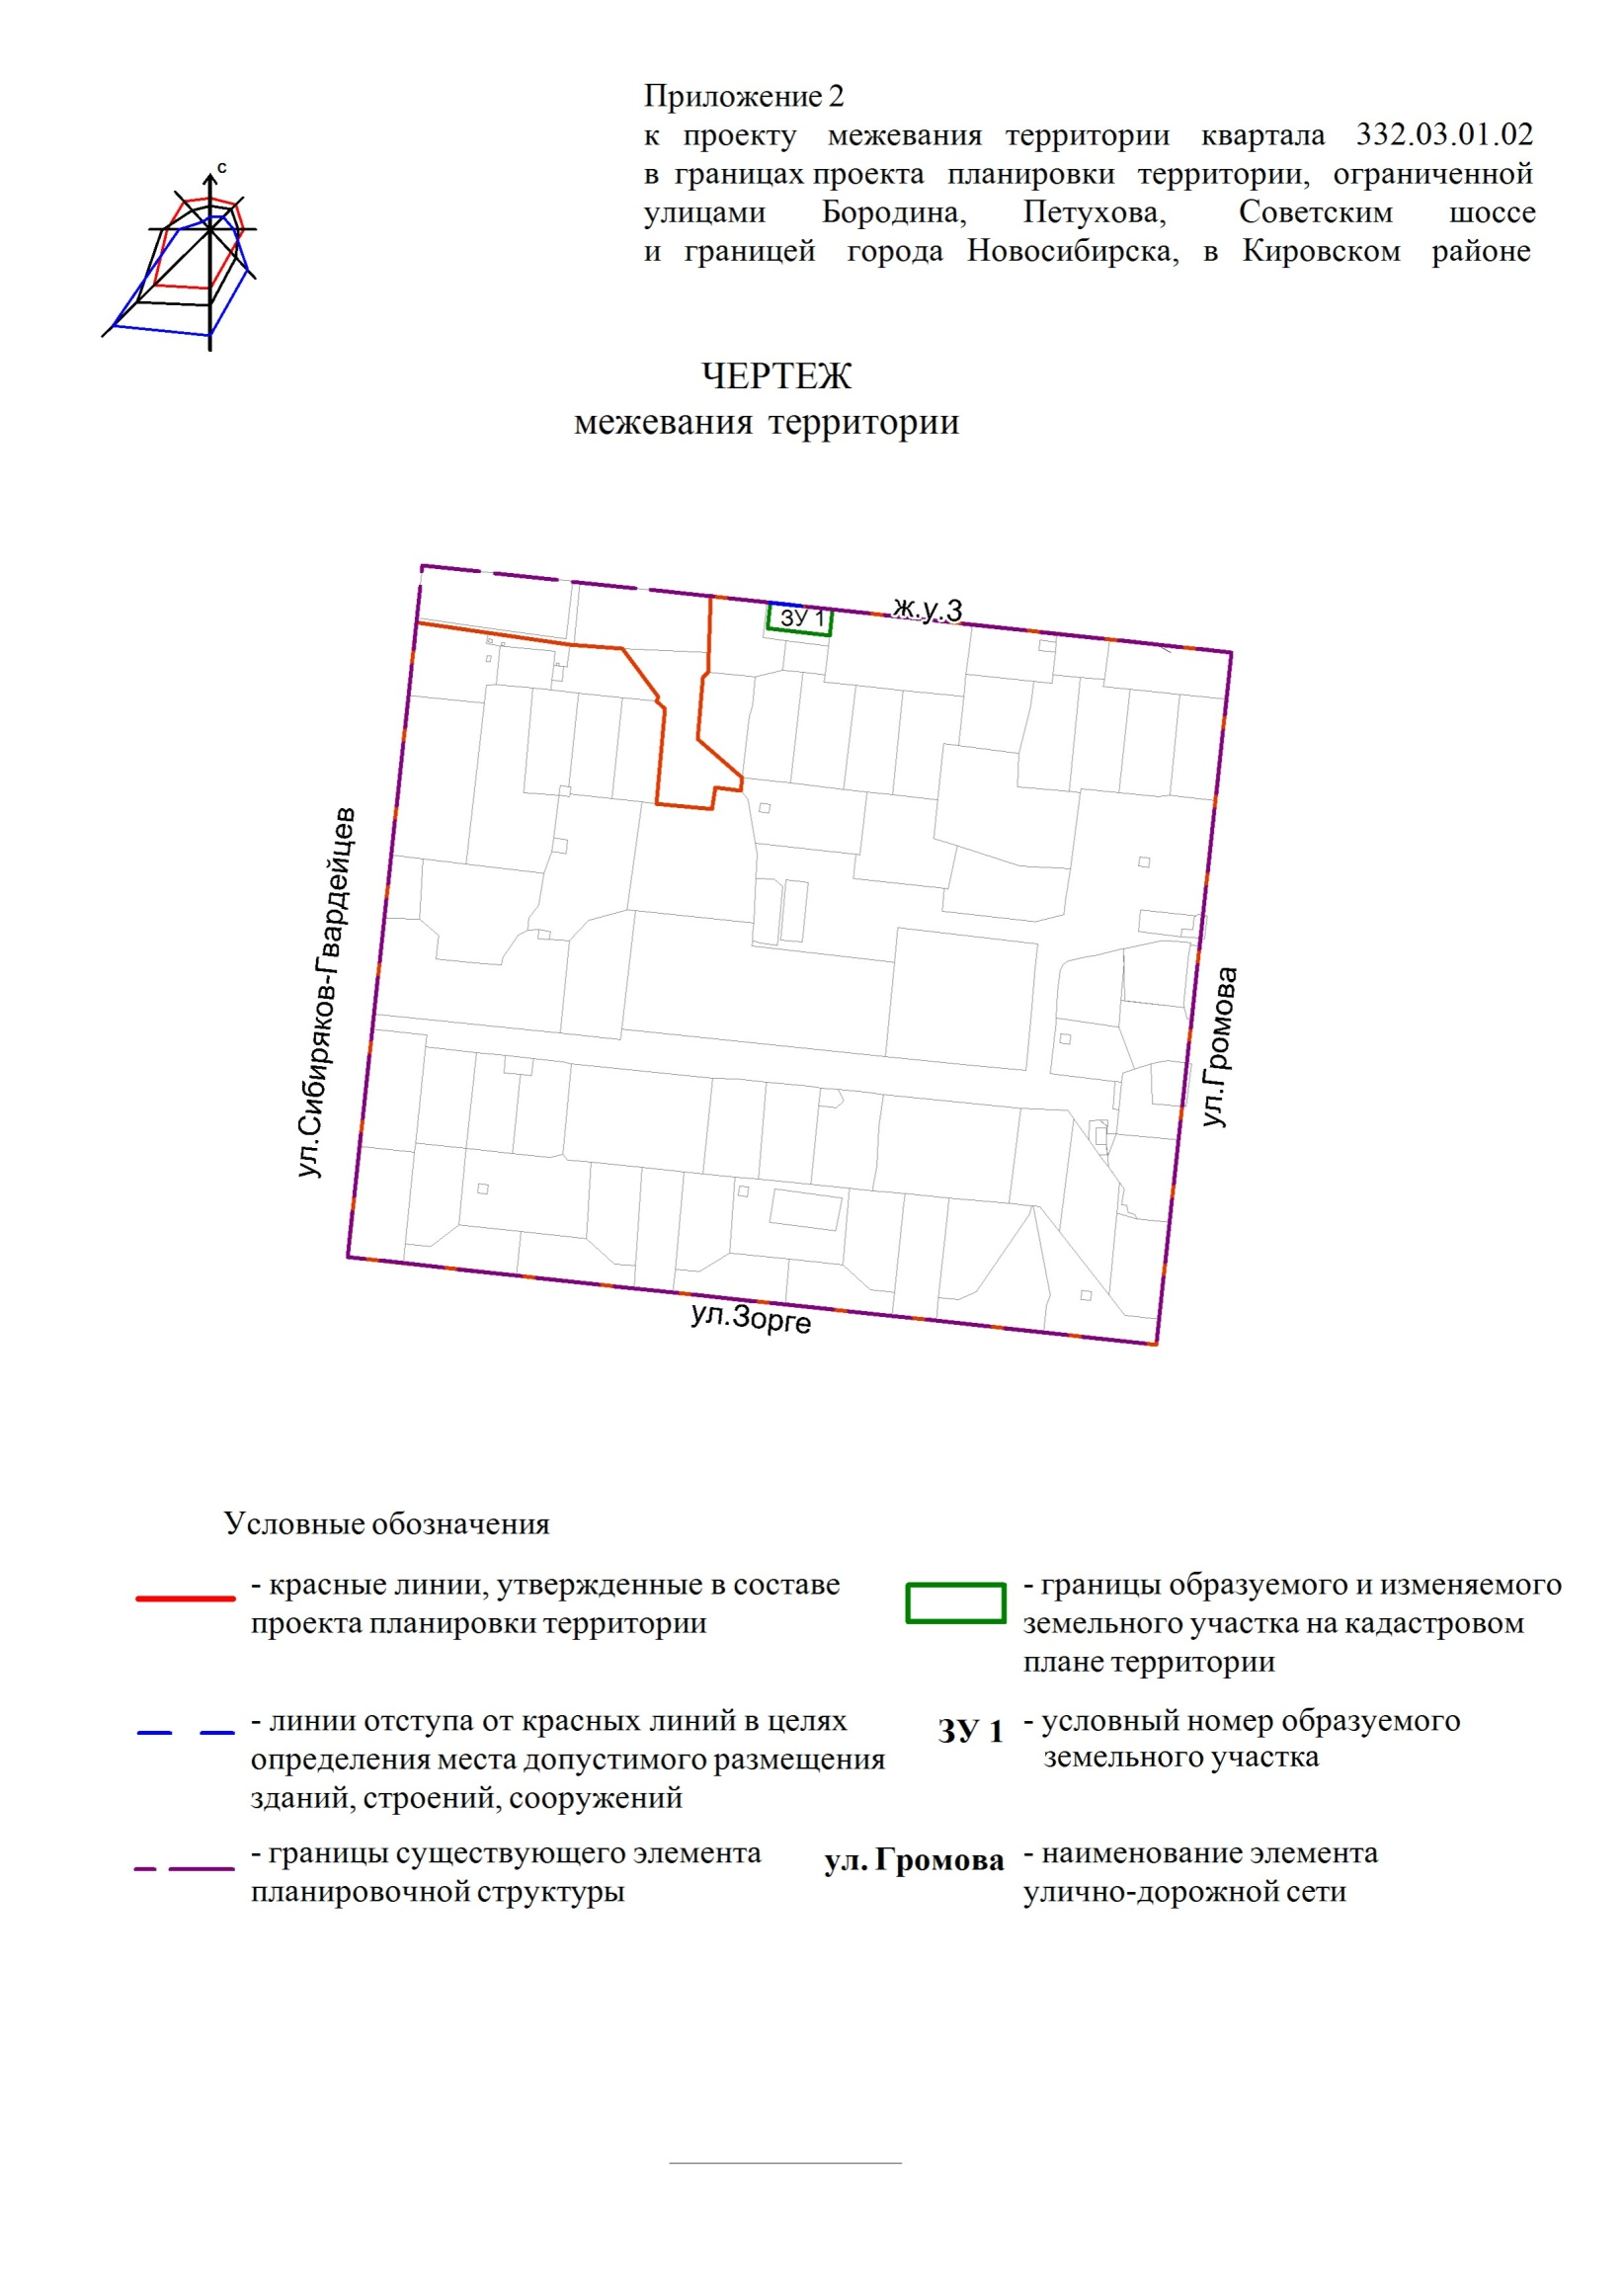 Приложение 2
к проекту межевания территории квартала 332.03.01.02
в границах проекта планировки территории, ограниченной
улицами Бородина, Петухова, Советским шоссе
и границей города Новосибирска, в Кировском районе
с
ЧЕРТЕЖ
межевания территории
ж.у.3
ЗУ 1
ул.Сибиряков-Гвардейцев
ул.Громова
ул.Зорге
Условные обозначения
- красные линии, утвержденные в составе
проекта планировки территории
- границы образуемого и изменяемого
земельного участка на кадастровом
плане территории
- линии отступа от красных линий в целях
определения места допустимого размещения
зданий, строений, сооружений
ЗУ 1 - условный номер образуемого
земельного участка
- границы существующего элемента
планировочной структуры
ул. Громова - наименование элемента
улично-дорожной сети